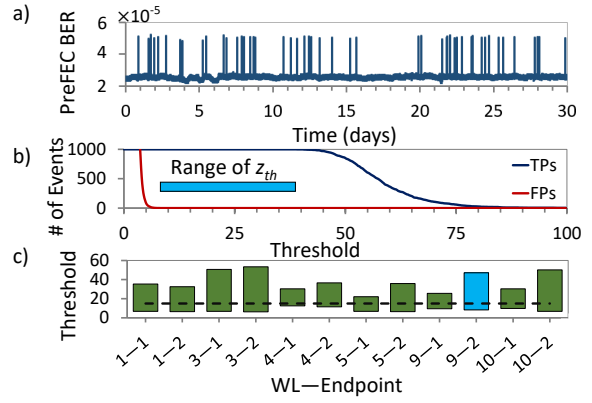 a)
×10⁻⁵
PreFEC BER
6
4
2
0 5 10 15 20 25 30
Time (days)
b)
# of Events
1000
500
0
Range of z_th
TPs
FPs
0 25 50 75 100
Threshold
c)
Threshold
60
40
20
0
1—1 1—2 3—1 3—2 4—1 4—2 5—1 5—2 9—1 9—2 10—1 10—2
WL—Endpoint